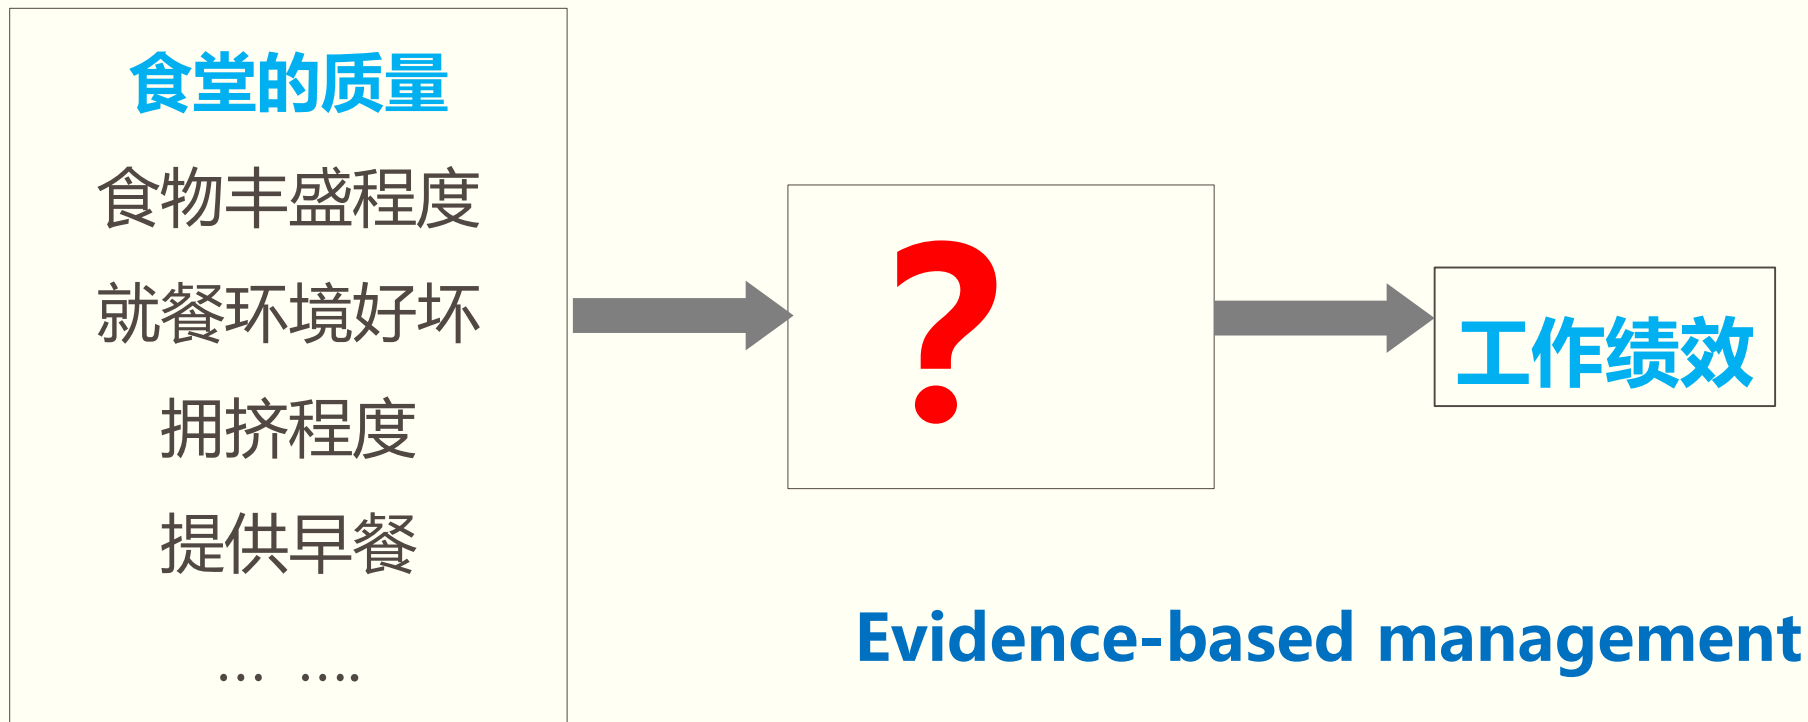 食堂的质量
食物丰盛程度
就餐环境好坏
拥挤程度
提供早餐
… ….
?
工作绩效
Evidence-based management